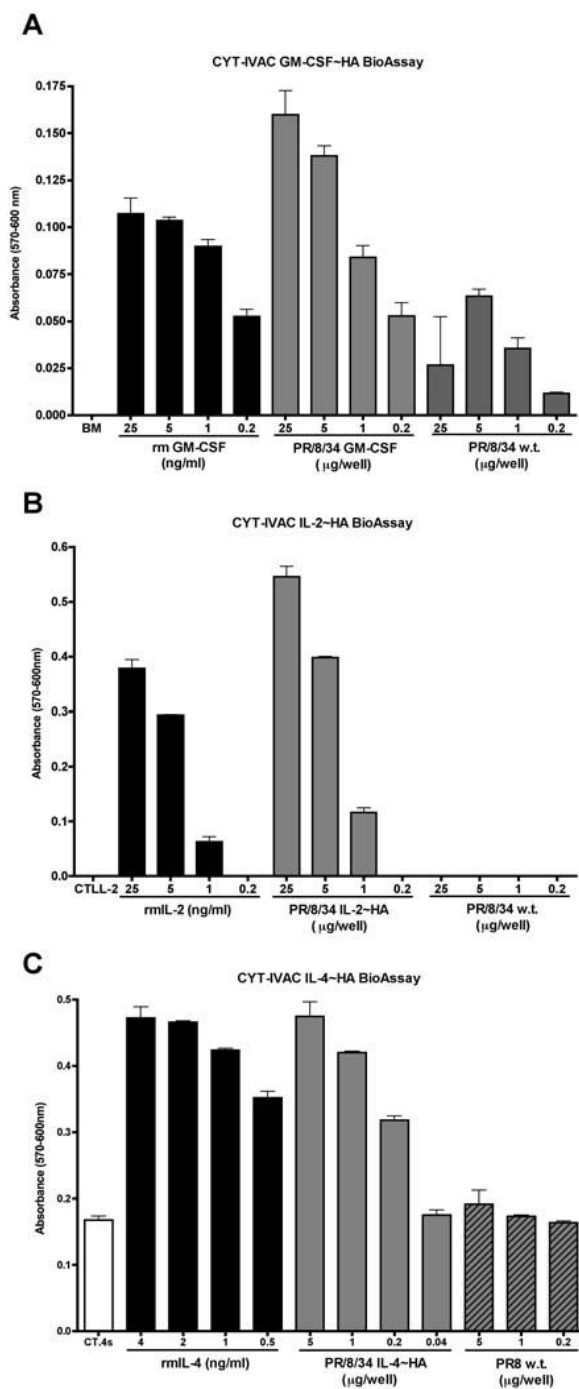 A
CYT-IVAC GM-CSF~HA BioAssay
Absorbance (570-600 nm)
0.175
0.150
0.125
0.100
0.075
0.050
0.025
0.000
BM 25 5 1 0.2 25 5 1 0.2 25 5 1 0.2
rm GM-CSF PR/8/34 GM-CSF PR/8/34 w.t.
(ng/ml) (μg/well) (μg/well)
B
CYT-IVAC IL-2~HA BioAssay
Absorbance (570-600nm)
0.6
0.5
0.4
0.3
0.2
0.1
0.0
CTLL-2 25 5 1 0.2 25 5 1 0.2 25 5 1 0.2
rmIL-2 (ng/ml) PR/8/34 IL-2~HA PR/8/34 w.t.
(μg/well) (μg/well)
C
CYT-IVAC IL-4~HA BioAssay
Absorbance (570-600nm)
0.5
0.4
0.3
0.2
0.1
0.0
CT.4s 4 2 1 0.5 5 1 0.2 0.04 5 1 0.2
rmIL-4 (ng/ml) PR/8/34 IL-4~HA PR8 w.t.
(μg/well) (μg/well)